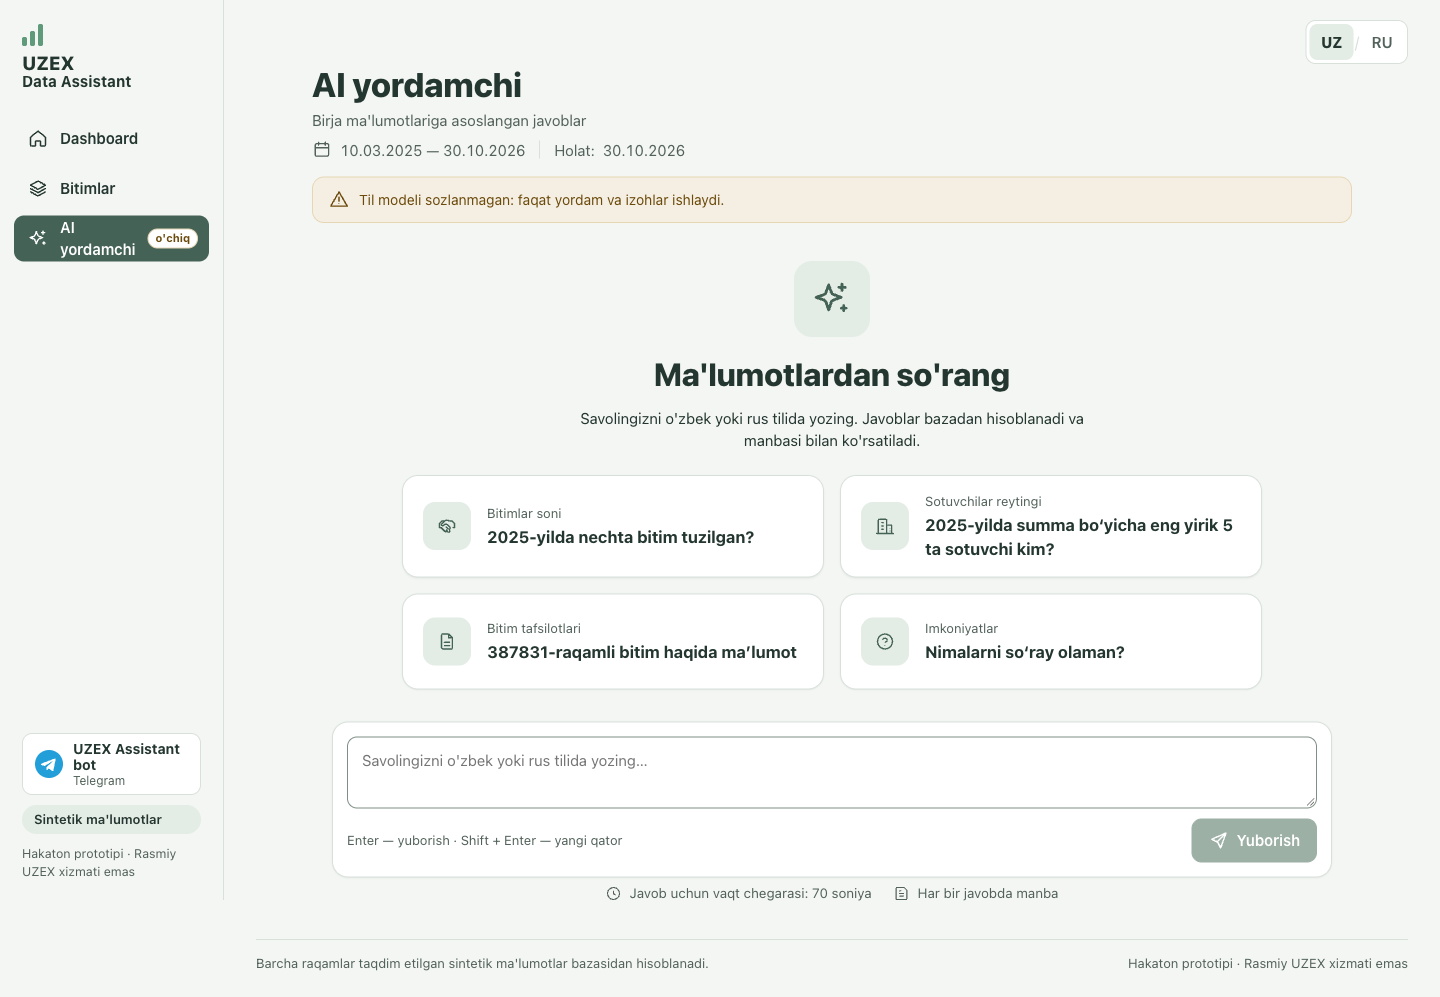 UZEX
Data Assistant
Dashboard
Bitimlar
AI
yordamchi
o'chiq
UZEX Assistant
bot
Telegram
Sintetik ma'lumotlar
Hakaton prototipi · Rasmiy
UZEX xizmati emas
UZ / RU
AI yordamchi
Birja ma'lumotlariga asoslangan javoblar
10.03.2025 — 30.10.2026
Holat: 30.10.2026
Til modeli sozlanmagan: faqat yordam va izohlar ishlaydi.
Ma'lumotlardan so'rang
Savolingizni o'zbek yoki rus tilida yozing. Javoblar bazadan hisoblanadi va
manbasi bilan ko'rsatiladi.
Bitimlar soni
2025-yilda nechta bitim tuzilgan?
Sotuvchilar reytingi
2025-yilda summa bo‘yicha eng yirik 5
ta sotuvchi kim?
Bitim tafsilotlari
387831-raqamli bitim haqida ma’lumot
Imkoniyatlar
Nimalarni so‘ray olaman?
Savolingizni o'zbek yoki rus tilida yozing...
Enter — yuborish · Shift + Enter — yangi qator
Yuborish
Javob uchun vaqt chegarasi: 70 soniya
Har bir javobda manba
Barcha raqamlar taqdim etilgan sintetik ma'lumotlar bazasidan hisoblanadi.
Hakaton prototipi · Rasmiy UZEX xizmati emas